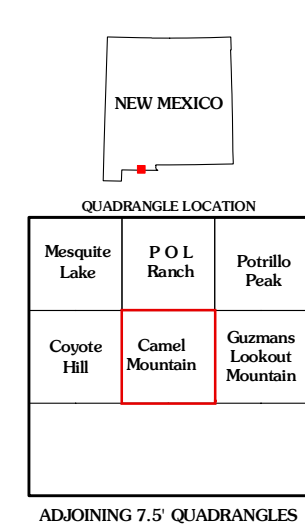 NEW MEXICO
QUADRANGLE LOCATION
Mesquite
Lake
P O L
Ranch
Potrillo
Peak
Coyote
Hill
Camel
Mountain
Guzmans
Lookout
Mountain
ADJOINING 7.5' QUADRANGLES